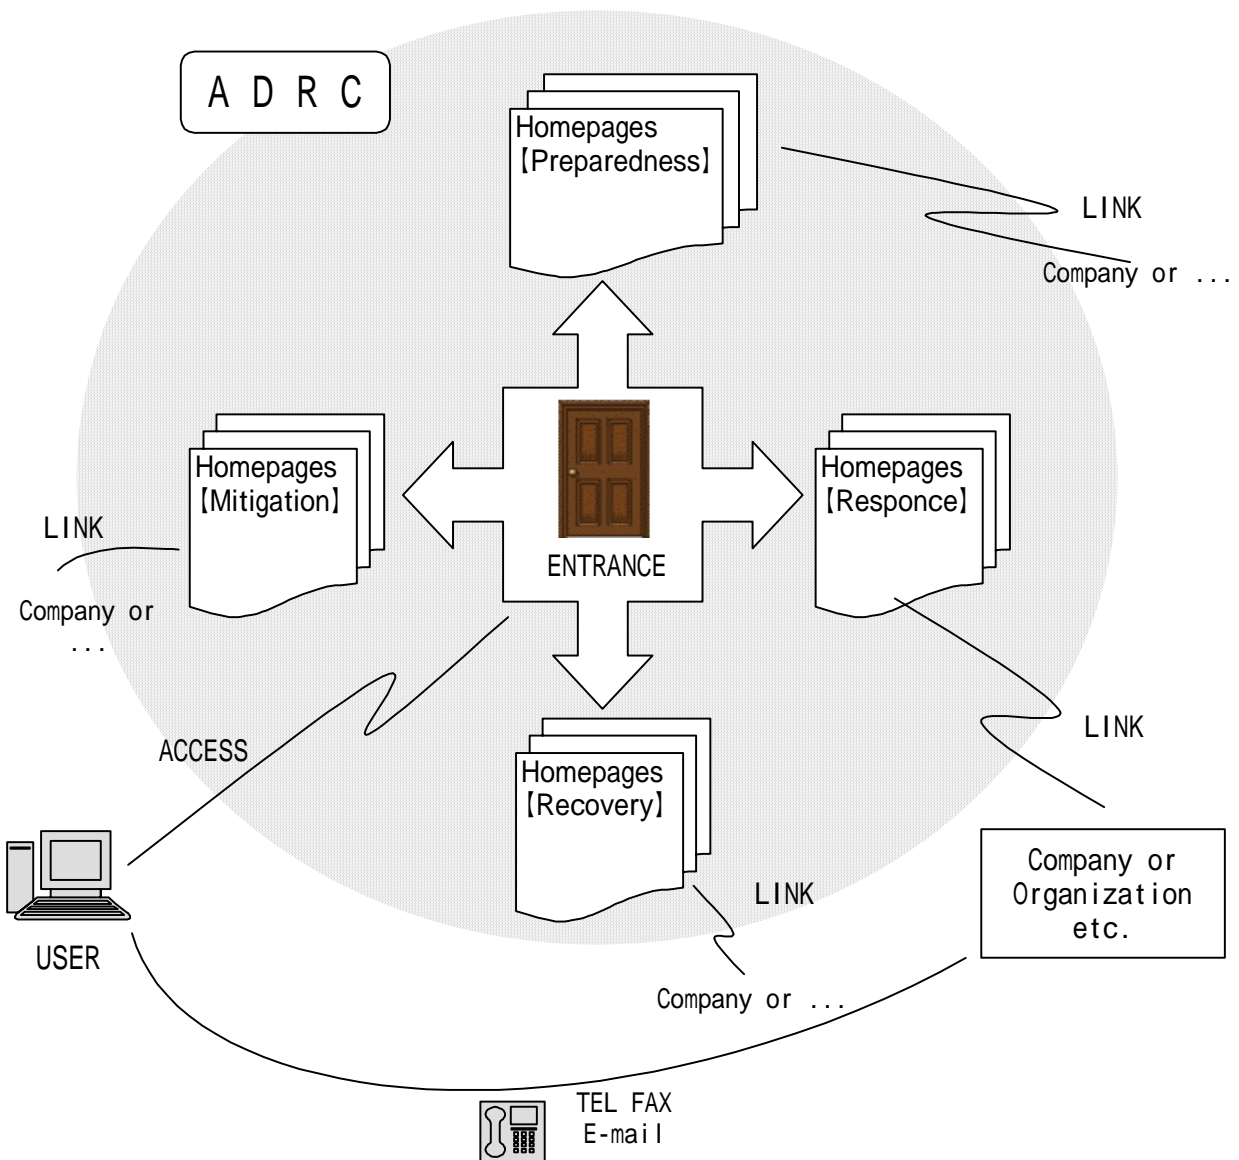 A D R C
Homepages
【Preparedness】
LINK
Company or ...
Homepages
【Mitigation】
LINK
Company or
...
ENTRANCE
Homepages
【Responce】
LINK
ACCESS
Homepages
【Recovery】
LINK
Company or ...
USER
Company or
Organization
etc.
TEL FAX
E-mail